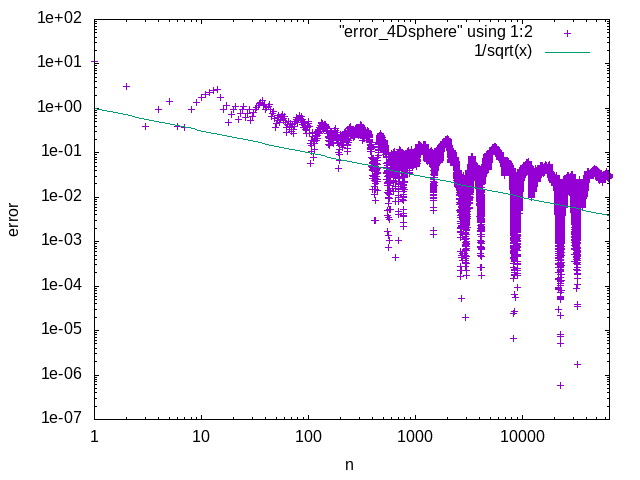 "error_4Dsphere" using 1:2
1/sqrt(x)
1e+02
1e+01
1e+00
1e-01
1e-02
1e-03
1e-04
1e-05
1e-06
1e-07
error
1 10 100 1000 10000
n